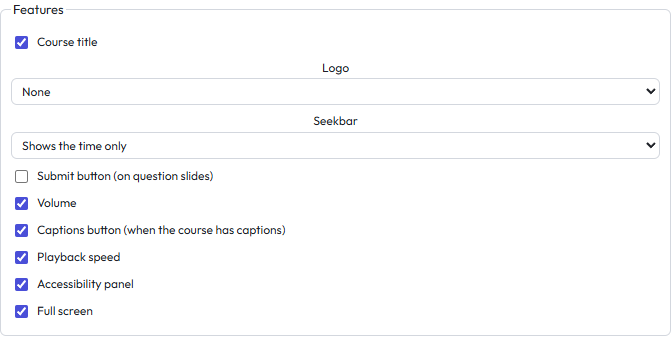 Features
Course title
Logo
None
Seekbar
Shows the time only
Submit button (on question slides)
Volume
Captions button (when the course has captions)
Playback speed
Accessibility panel
Full screen